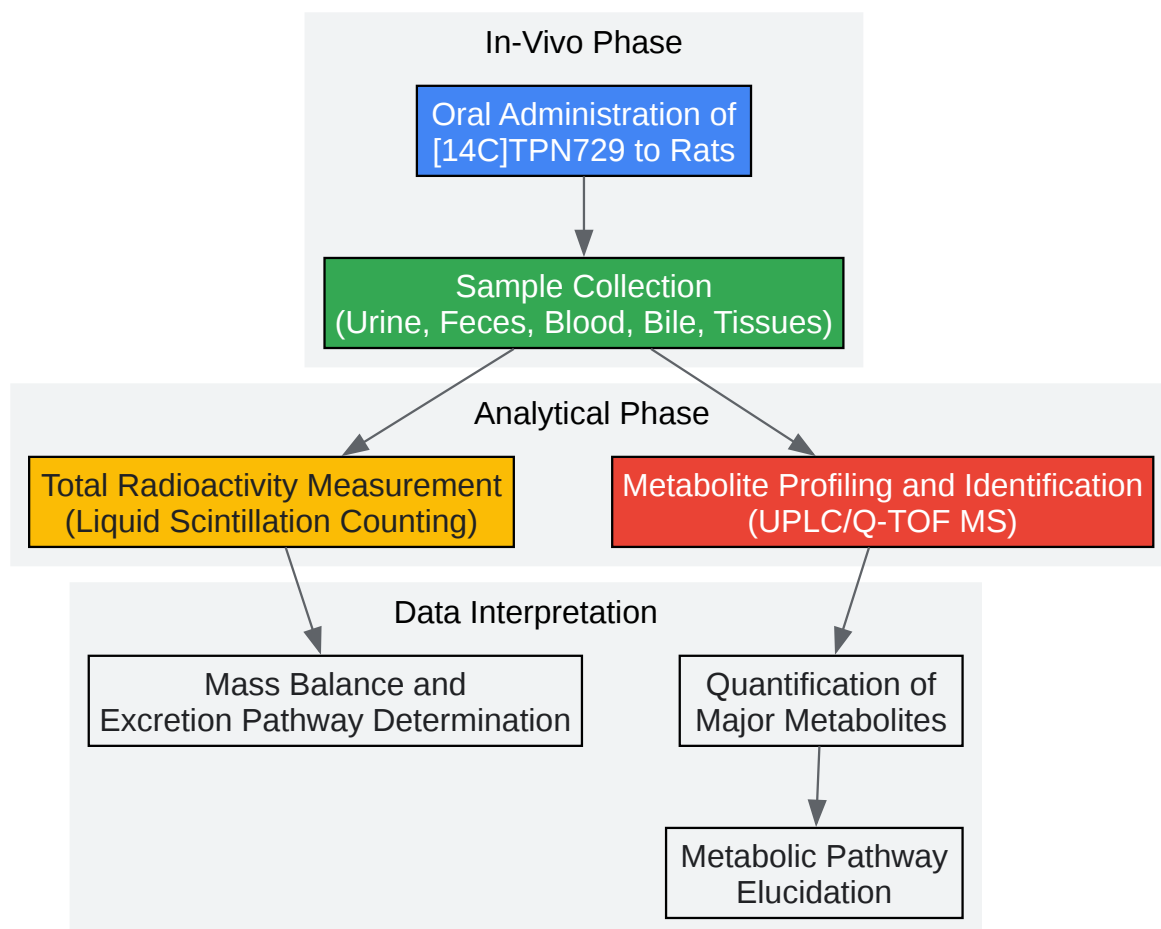 In-Vivo Phase
Oral Administration of
[14C]TPN729 to Rats
Sample Collection
(Urine, Feces, Blood, Bile, Tissues)
Analytical Phase
Total Radioactivity Measurement
(Liquid Scintillation Counting)
Metabolite Profiling and Identification
(UPLC/Q-TOF MS)
Data Interpretation
Mass Balance and
Excretion Pathway Determination
Quantification of
Major Metabolites
Metabolic Pathway
Elucidation